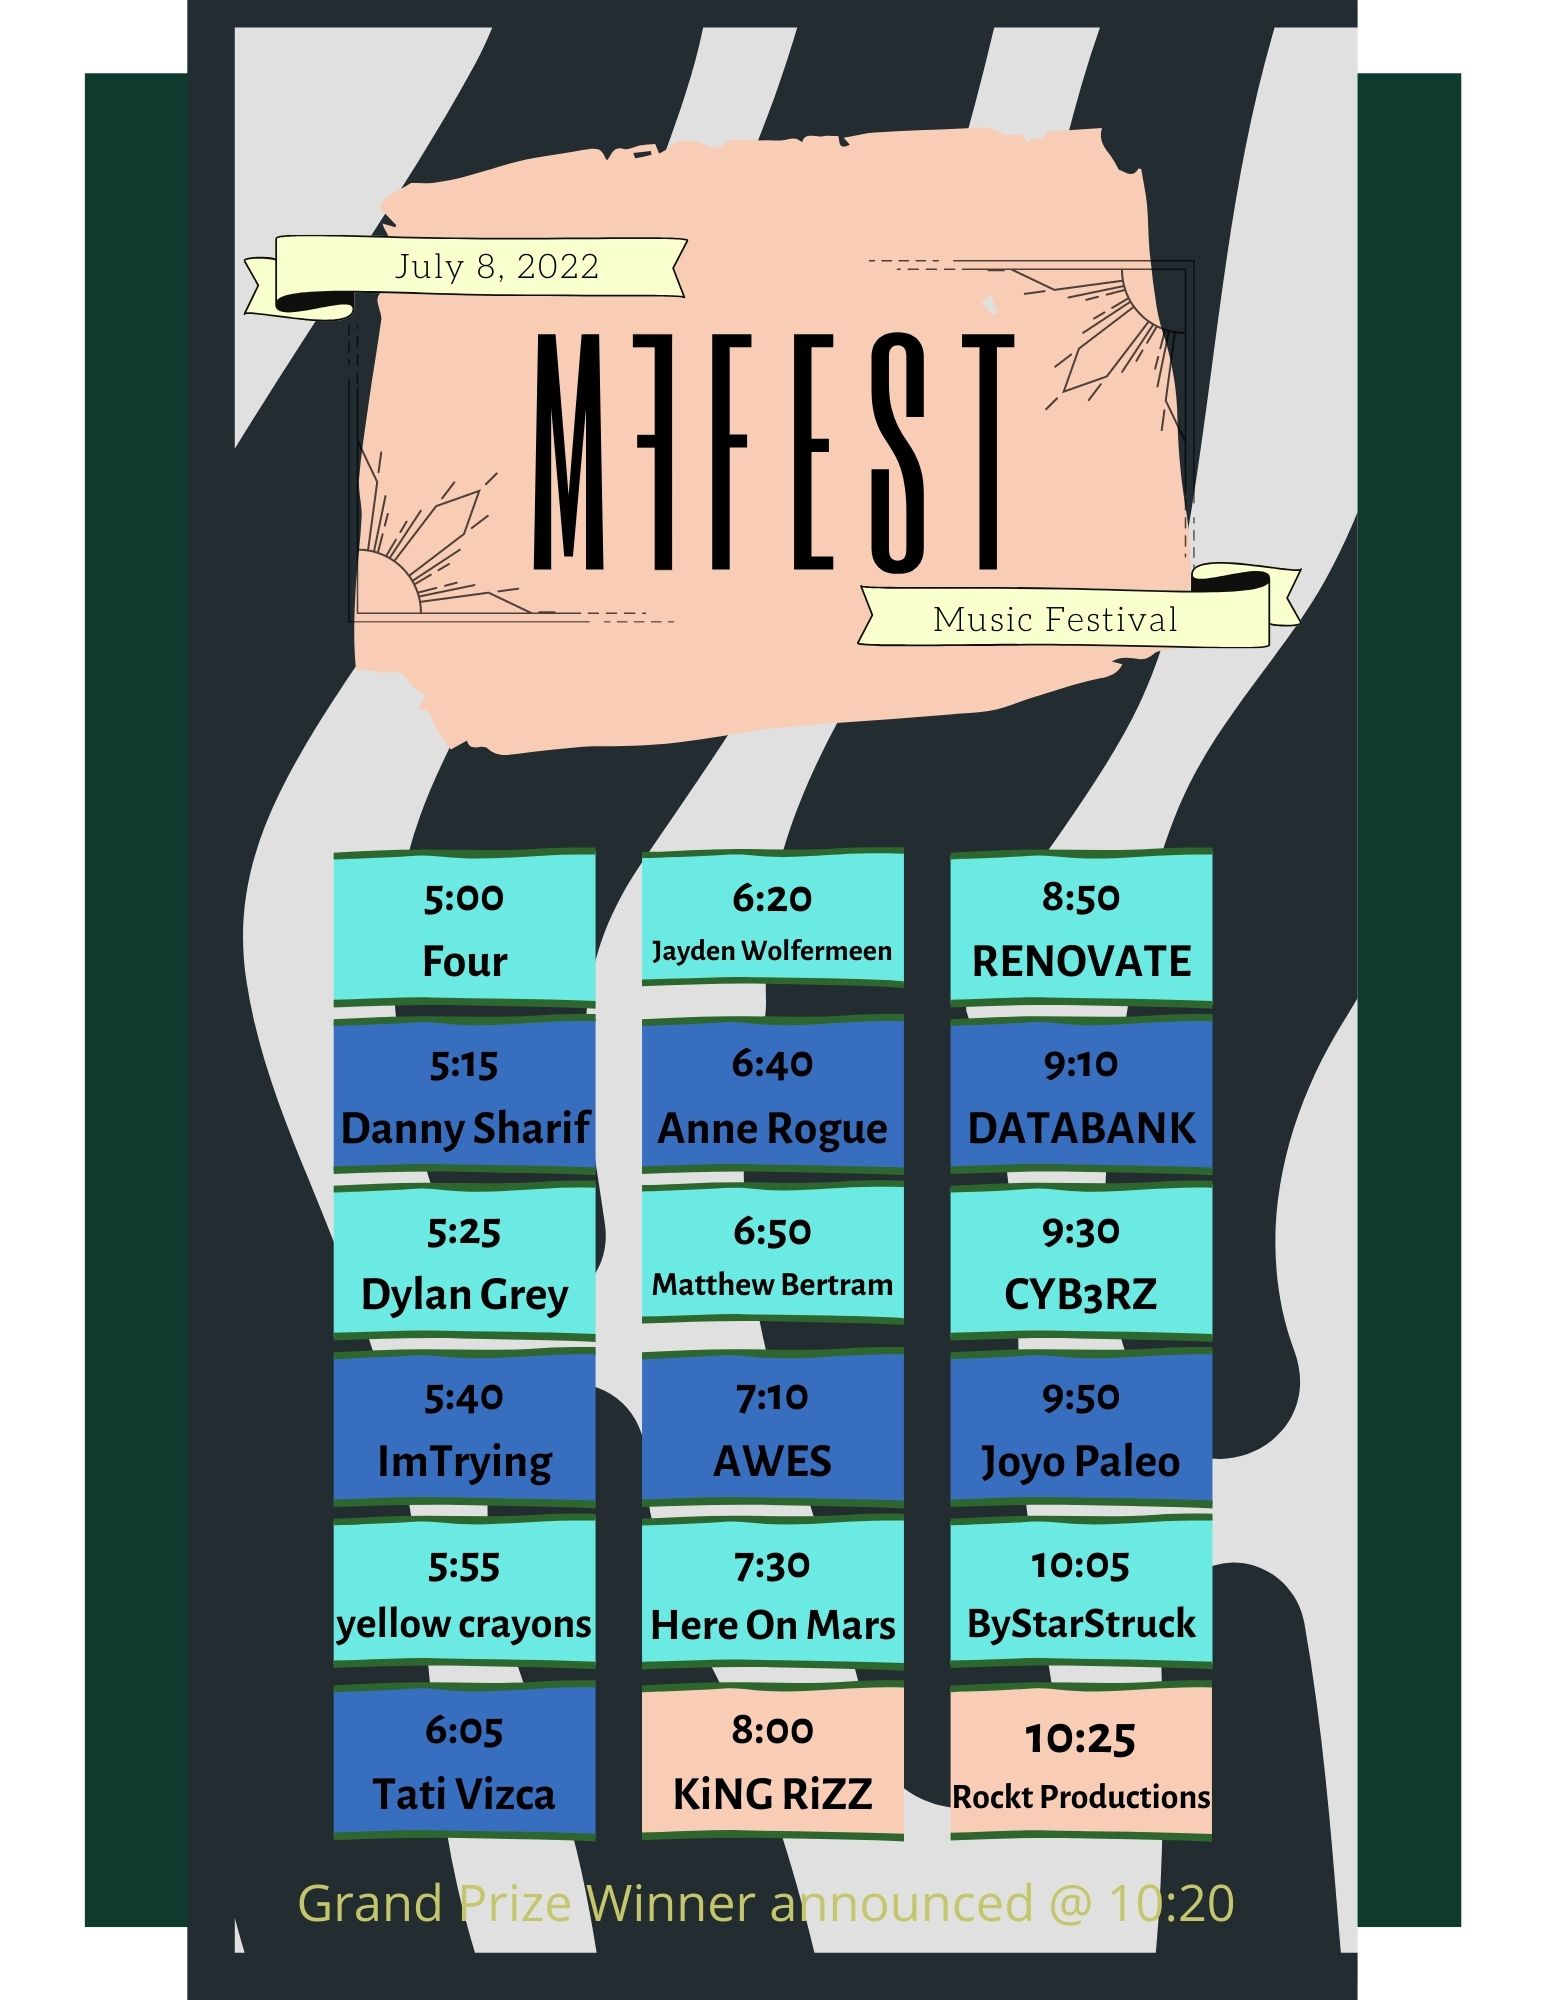 July 8, 2022
MFFEST
Music Festival
5:00
Four
5:15
Danny Sharif
5:25
Dylan Grey
5:40
ImTrying
5:55
yellow crayons
6:05
Tati Vizca
6:20
Jayden Wolfermeen
6:40
Anne Rogue
6:50
Matthew Bertram
7:10
AWES
7:30
Here On Mars
8:00
KiNG RiZZ
8:50
RENOVATE
9:10
DATABANK
9:30
CYB3RZ
9:50
Joyo Paleo
10:05
ByStarStruck
10:25
Rockt Productions
Grand Prize Winner announced @ 10:20